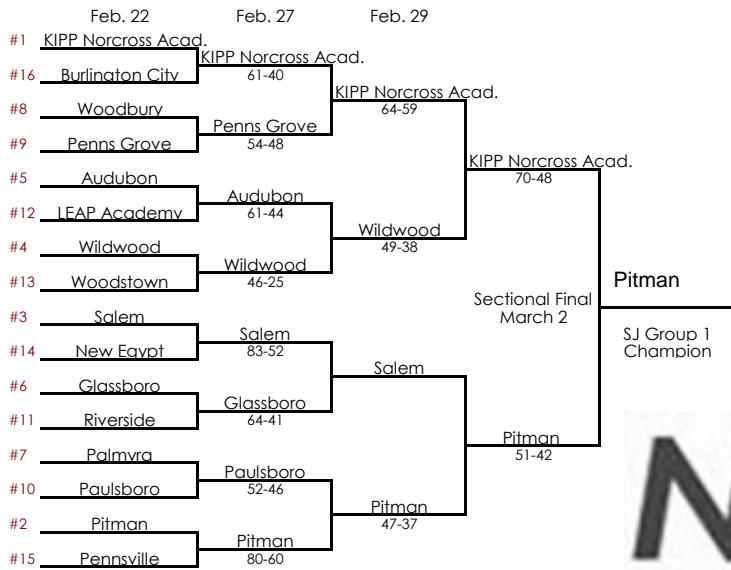 Feb. 22 Feb. 27 Feb. 29
#1 KIPP Norcross Acad.
KIPP Norcross Acad.
61-40
#16 Burlington City
KIPP Norcross Acad.
64-59
#8 Woodbury
Penns Grove
54-48
#9 Penns Grove
KIPP Norcross Acad.
70-48
#5 Audubon
Audubon
61-44
#12 LEAP Academy
Wildwood
49-38
#4 Wildwood
Wildwood
46-25
#13 Woodstown
Sectional Final
March 2
Pitman
SJ Group 1
Champion
#3 Salem
Salem
83-52
#14 New Egypt
Salem
#6 Glassboro
Glassboro
64-41
#11 Riverside
Pitman
51-42
#7 Palmyra
Paulsboro
52-46
#10 Paulsboro
Pitman
47-37
#2 Pitman
Pitman
80-60
#15 Pennsville
N